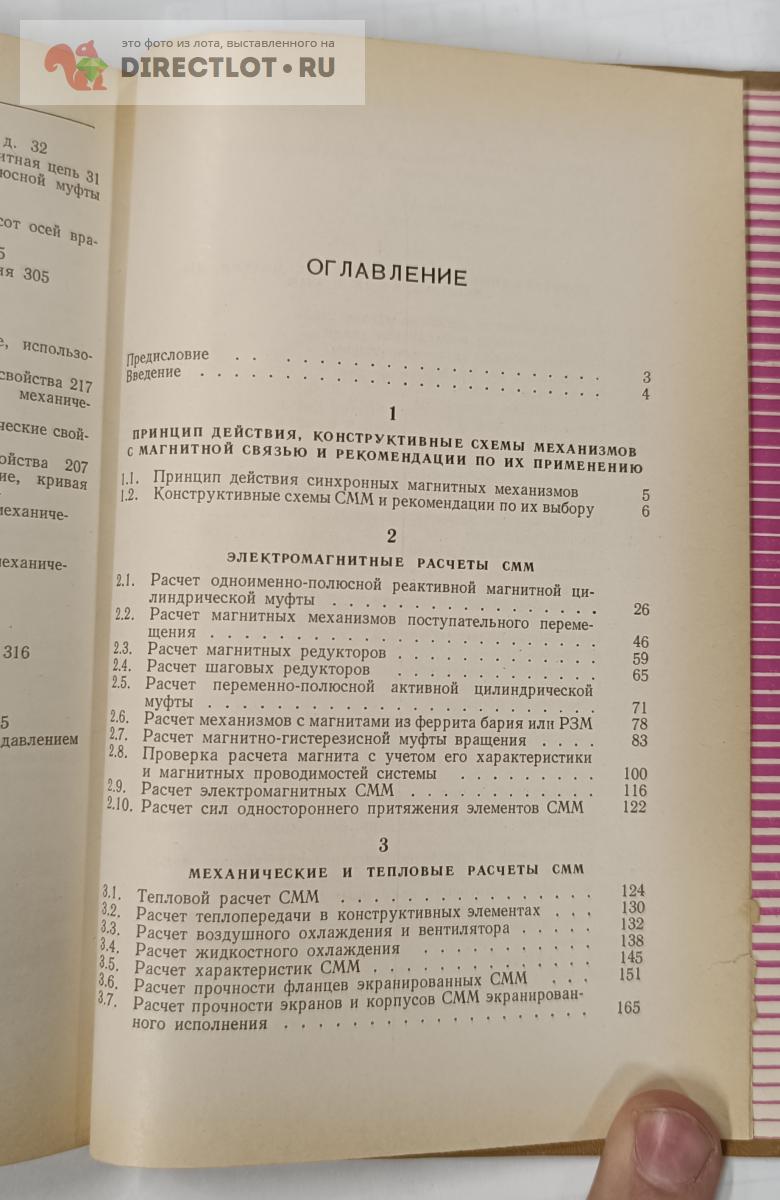 это фото из лота, выставленного на
DIRECTLOT•RU
д. 32
цепь 31
муфты
осей вра-
305
использо-
свойства 217
механиче-
свой-
207
кривая
316
5
давлением
ОГЛАВЛЕНИЕ
Предисловие . . . . . . . . . . . . . . . . . . . . . 3
Введение . . . . . . . . . . . . . . . . . . . . . . . . 4
1
ПРИНЦИП ДЕЙСТВИЯ, КОНСТРУКТИВНЫЕ СХЕМЫ МЕХАНИЗМОВ
С МАГНИТНОЙ СВЯЗЬЮ И РЕКОМЕНДАЦИИ ПО ИХ ПРИМЕНЕНИЮ
1.1. Принцип действия синхронных магнитных механизмов 5
1.2. Конструктивные схемы СММ и рекомендации по их выбору 6
2
ЭЛЕКТРОМАГНИТНЫЕ РАСЧЕТЫ СММ
2.1. Расчет одноименно-полюсной реактивной магнитной ци-
линдрической муфты . . . . . . . . . . . . . . . . 26
2.2. Расчет магнитных механизмов поступательного переме-
щения . . . . . . . . . . . . . . . . . . . . . . . 46
2.3. Расчет магнитных редукторов . . . . . . . . . . . . 59
2.4. Расчет шаговых редукторов . . . . . . . . . . . . 65
2.5. Расчет переменно-полюсной активной цилиндрической
муфты . . . . . . . . . . . . . . . . . . . . . . . 71
2.6. Расчет механизмов с магнитами из феррита бария или РЗМ 78
2.7. Расчет магнитно-гистерезисной муфты вращения . . . . 83
2.8. Проверка расчета магнита с учетом его характеристики
и магнитных проводимостей системы . . . . . . . . . 100
2.9. Расчет электромагнитных СММ . . . . . . . . . . . 116
2.10. Расчет сил одностороннего притяжения элементов СММ 122
3
МЕХАНИЧЕСКИЕ И ТЕПЛОВЫЕ РАСЧЕТЫ СММ
3.1. Тепловой расчет СММ . . . . . . . . . . . . . . . 124
3.2. Расчет теплопередачи в конструктивных элементах . . . 130
3.3. Расчет воздушного охлаждения и вентилятора . . . . . 132
3.4. Расчет жидкостного охлаждения . . . . . . . . . . 138
3.5. Расчет характеристик СММ . . . . . . . . . . . . . 145
3.6. Расчет прочности фланцев экранированных СММ . . . 151
3.7. Расчет прочности экранов и корпусов СММ экранирован-
ного исполнения . . . . . . . . . . . . . . . . . . 165